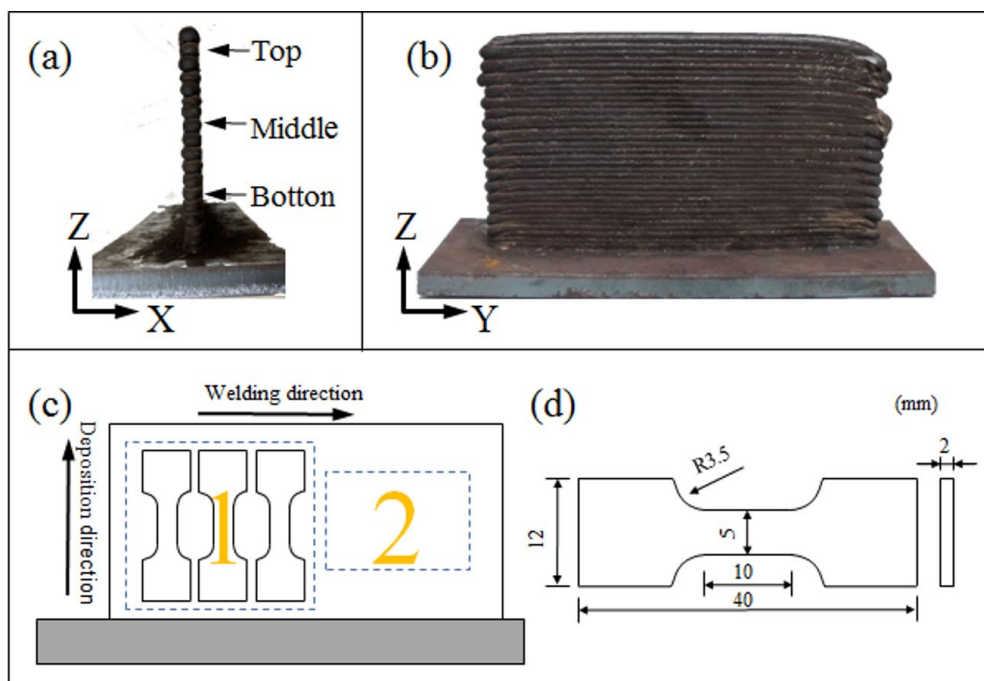 (a)
Top
Middle
Botton
Z
X
(b)
Z
Y
(c)
Welding direction
Deposition direction
1
2
(d)
(mm)
R3.5
2
12
5
10
40